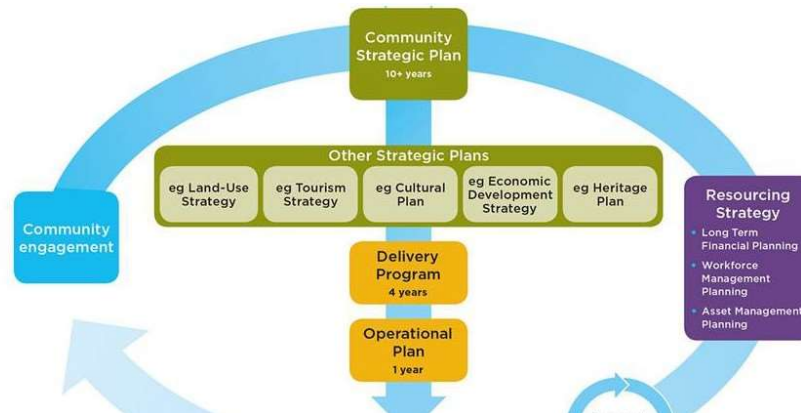 Community
Strategic Plan
10+ years
Other Strategic Plans
eg Land-Use
Strategy
eg Tourism
Strategy
eg Cultural
Plan
eg Economic
Development
Strategy
eg Heritage
Plan
Community
engagement
Resourcing
Strategy
• Long Term
Financial Planning
• Workforce
Management
Planning
• Asset Management
Planning
Delivery
Program
4 years
Operational
Plan
1 year